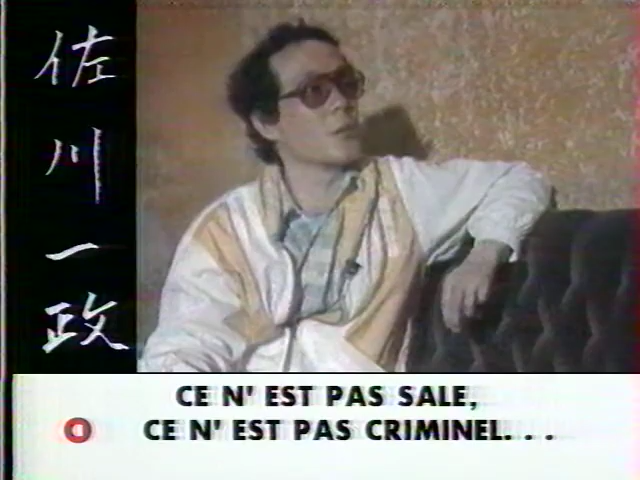 佐川一政
CE N' EST PAS SALE,
CE N' EST PAS CRIMINEL. . .